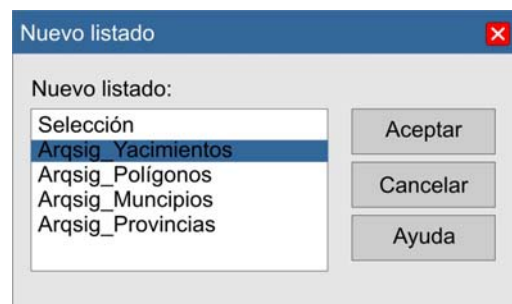 Nuevo listado
Nuevo listado:
Selección
Arqsig_Yacimientos
Arqsig_Polígonos
Arqsig_Muncipios
Arqsig_Provincias
Aceptar
Cancelar
Ayuda